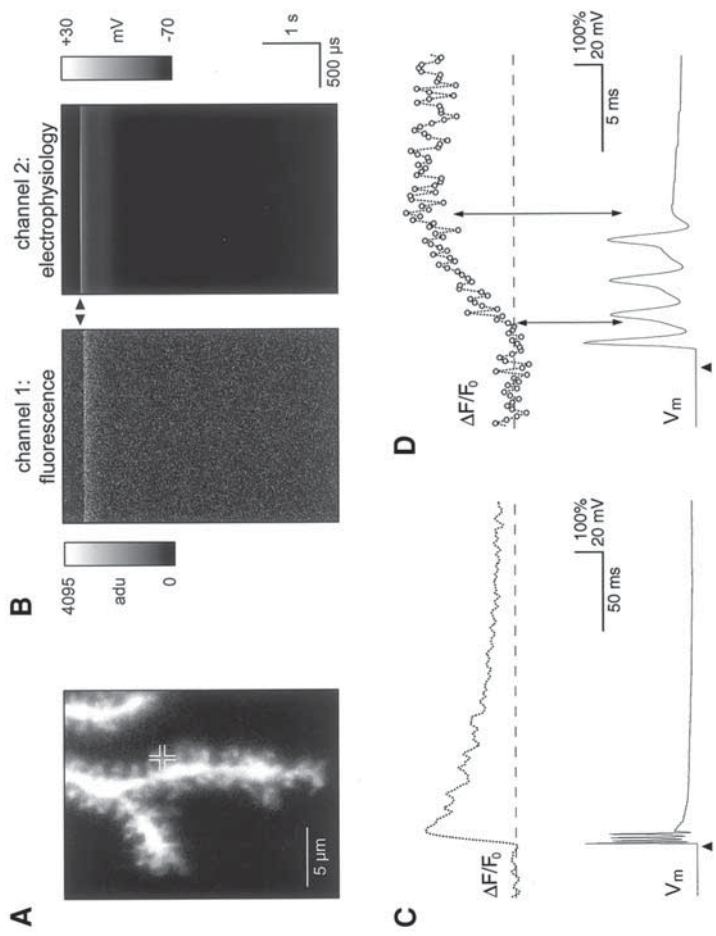 A
5 μm
B
channel 1:
fluorescence
channel 2:
electrophysiology
4095
adu
0
+30
mV
-70
1 s
500 μs
C
ΔF/F0
100%
20 mV
50 ms
Vm
D
ΔF/F0
100%
20 mV
5 ms
Vm